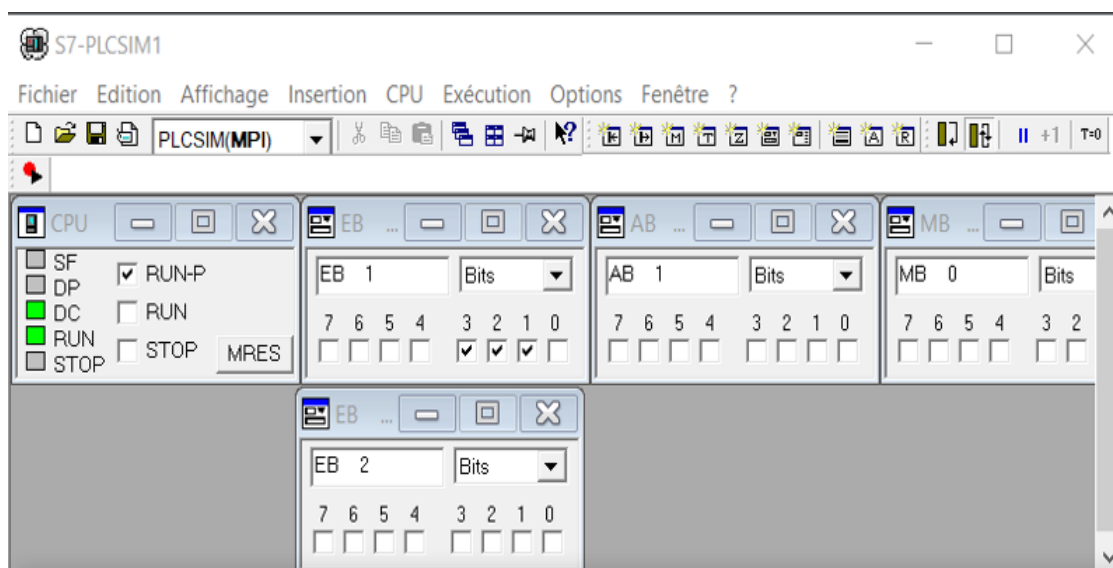 S7-PLCSIM1
Fichier Edition Affichage Insertion CPU Exécution Options Fenêtre ?
PLCSIM(MPI) +1 T=0
CPU EB ... AB ... MB ...
SF RUN-P EB 1 Bits AB 1 Bits MB 0 Bits
DP
DC RUN 7 6 5 4 3 2 1 0 7 6 5 4 3 2 1 0 7 6 5 4 3 2
RUN STOP MRES
STOP
EB ...
EB 2 Bits
7 6 5 4 3 2 1 0